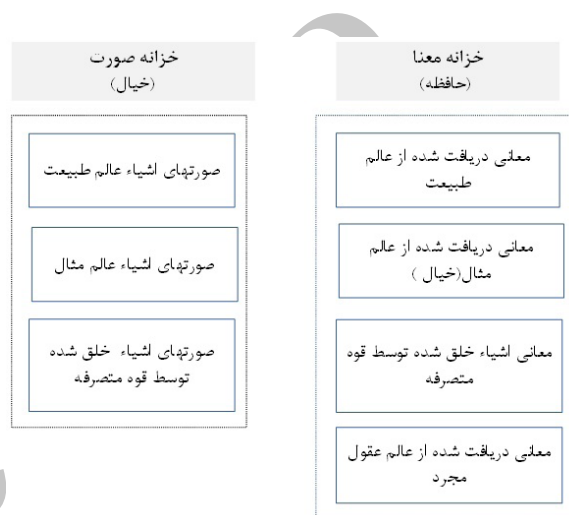 خزانه معنا
(حافظه)
معانی دریافت شده از عالم
طبیعت
معانی دریافت شده از عالم
مثال(خیال )
معانی اشیاء خلق شده توسط قوه
متصرفه
معانی دریافت شده از عالم عقول
مجرد
خزانه صورت
(خیال)
صورتهای اشیاء عالم طبیعت
صورتهای اشیاء عالم مثال
صورتهای اشیاء خلق شده
توسط قوه متصرفه